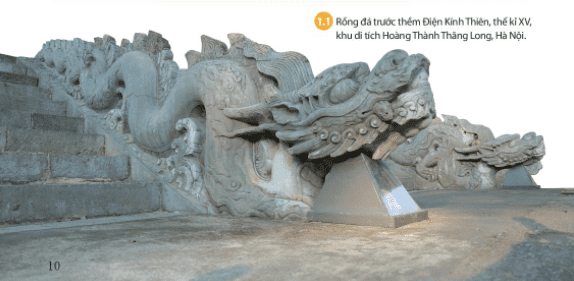 1.1 Rồng đá trước thềm Điện Kính Thiên, thế kỉ XV,
khu di tích Hoàng Thành Thăng Long, Hà Nội.
10